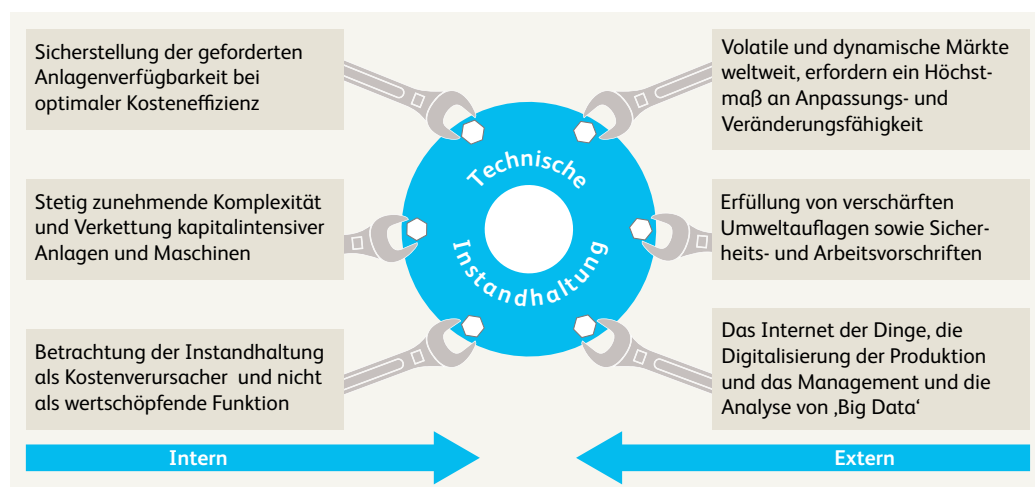 Sicherstellung der geforderten
Anlagenverfügbarkeit bei
optimaler Kosteneffizienz
Stetig zunehmende Komplexität
und Verkettung kapitalintensiver
Anlagen und Maschinen
Betrachtung der Instandhaltung
als Kostenverursacher und nicht
als wertschöpfende Funktion
Technische
Instandhaltung
Volatile und dynamische Märkte
weltweit, erfordern ein Höchst-
maß an Anpassungs- und
Veränderungsfähigkeit
Erfüllung von verschärften
Umweltauflagen sowie Sicher-
heits- und Arbeitsvorschriften
Das Internet der Dinge, die
Digitalisierung der Produktion
und das Management und die
Analyse von ‚Big Data‘
Intern
Extern